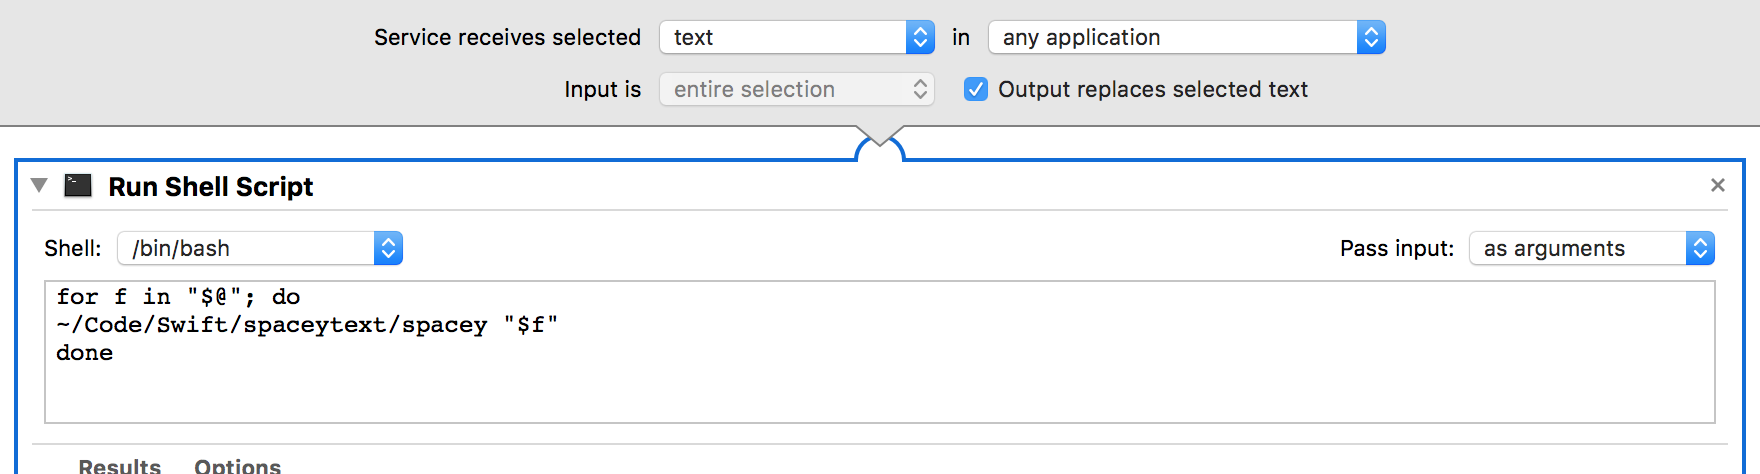 Service receives selected text in any application
Input is entire selection Output replaces selected text
Run Shell Script
Shell: /bin/bash Pass input: as arguments
for f in "$@"; do
~/Code/Swift/spaceytext/spacey "$f"
done
Results Options